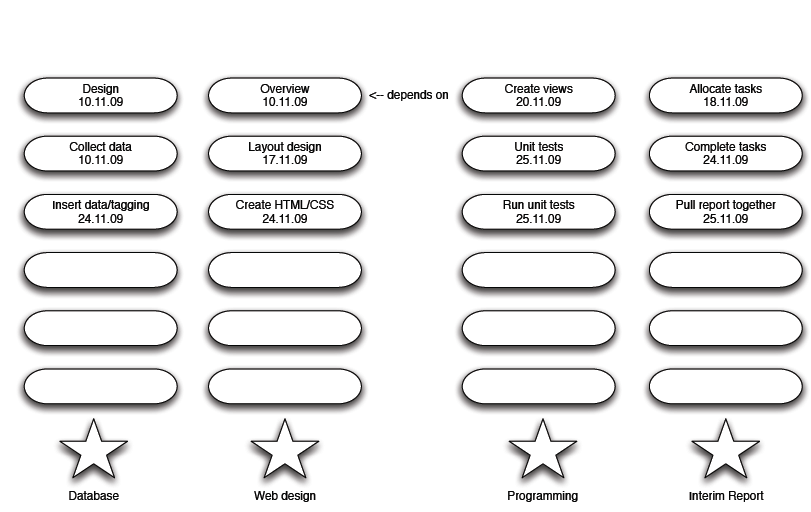 Design
10.11.09
Overview
10.11.09
<-- depends on
Create views
20.11.09
Allocate tasks
18.11.09
Collect data
10.11.09
Layout design
17.11.09
Unit tests
25.11.09
Complete tasks
24.11.09
Insert data/tagging
24.11.09
Create HTML/CSS
24.11.09
Run unit tests
25.11.09
Pull report together
25.11.09
Database
Web design
Programming
Interim Report